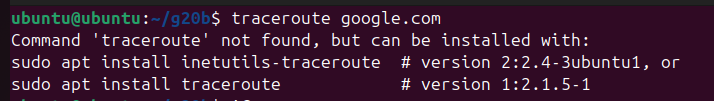 ubuntu@ubuntu:~/g20b$ traceroute google.com
Command 'traceroute' not found, but can be installed with:
sudo apt install inetutils-traceroute  # version 2:2.4-3ubuntu1, or
sudo apt install traceroute            # version 1:2.1.5-1